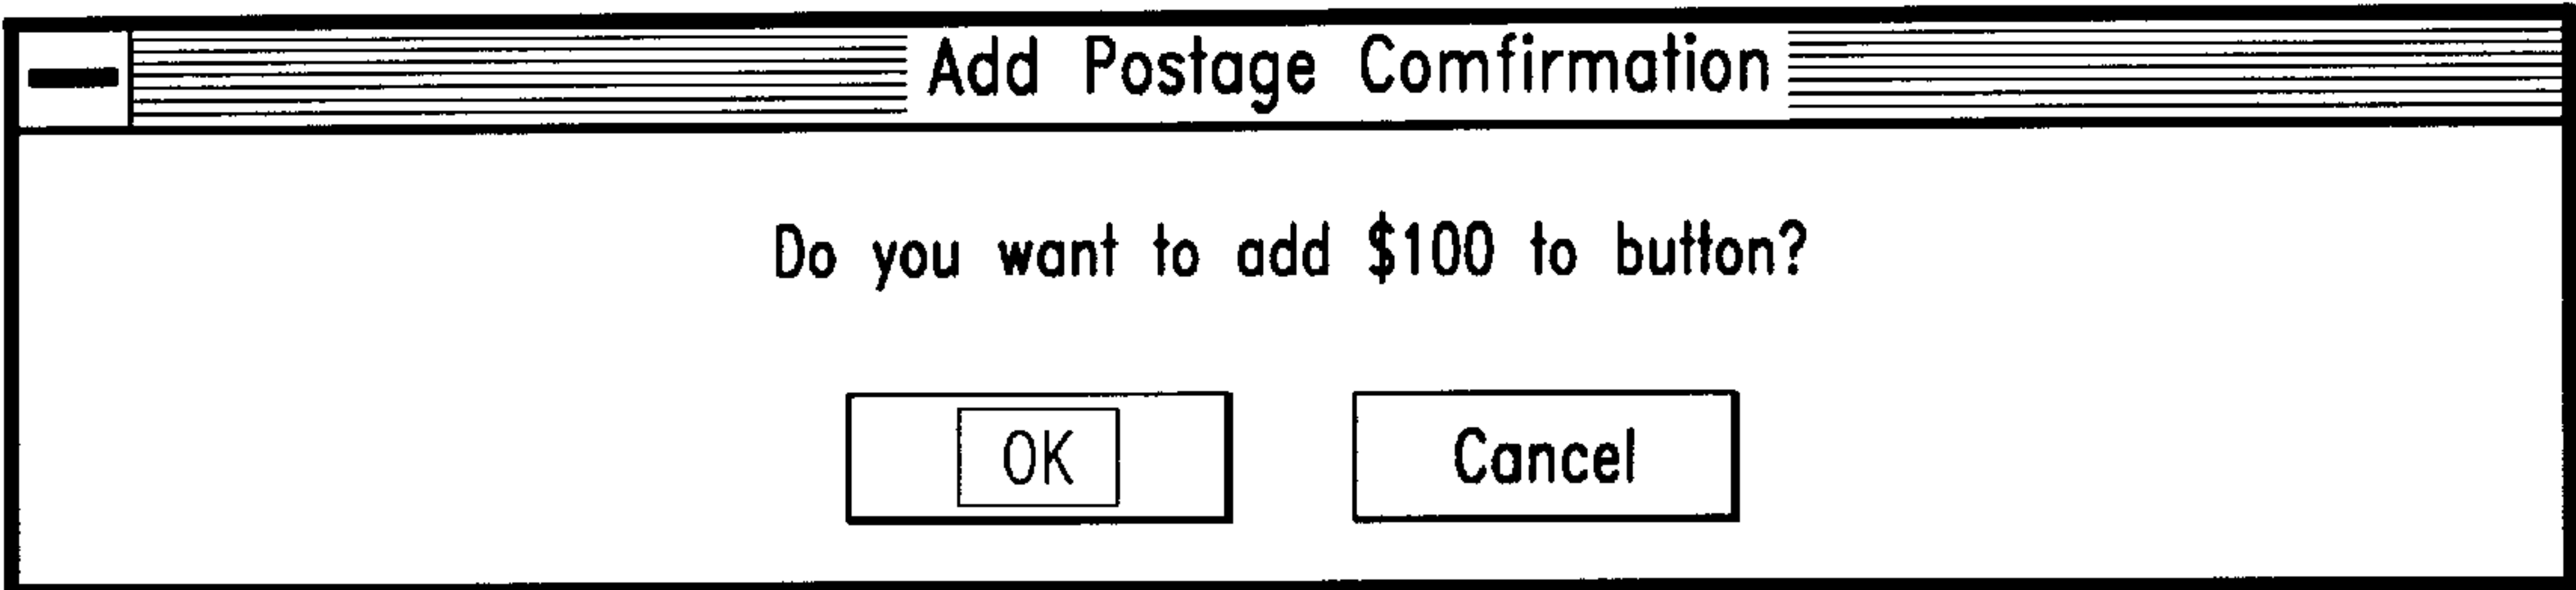 Add Postage Comfirmation
Do you want to add $100 to button?
OK Cancel